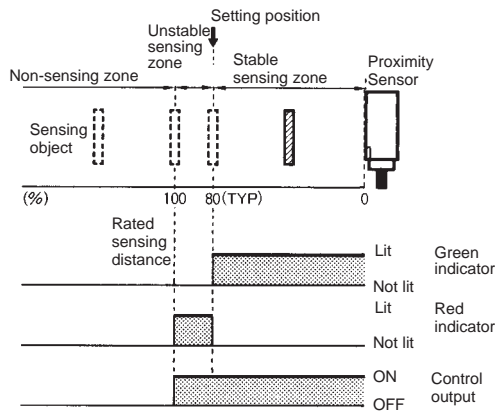 Setting position
Unstable
sensing
zone
Stable
sensing zone
Non-sensing zone
Proximity
Sensor
Sensing
object
(%) 100 80(TYP) 0
Rated
sensing
distance
Lit
Green
indicator
Not lit
Lit
Red
indicator
Not lit
ON
Control
output
OFF